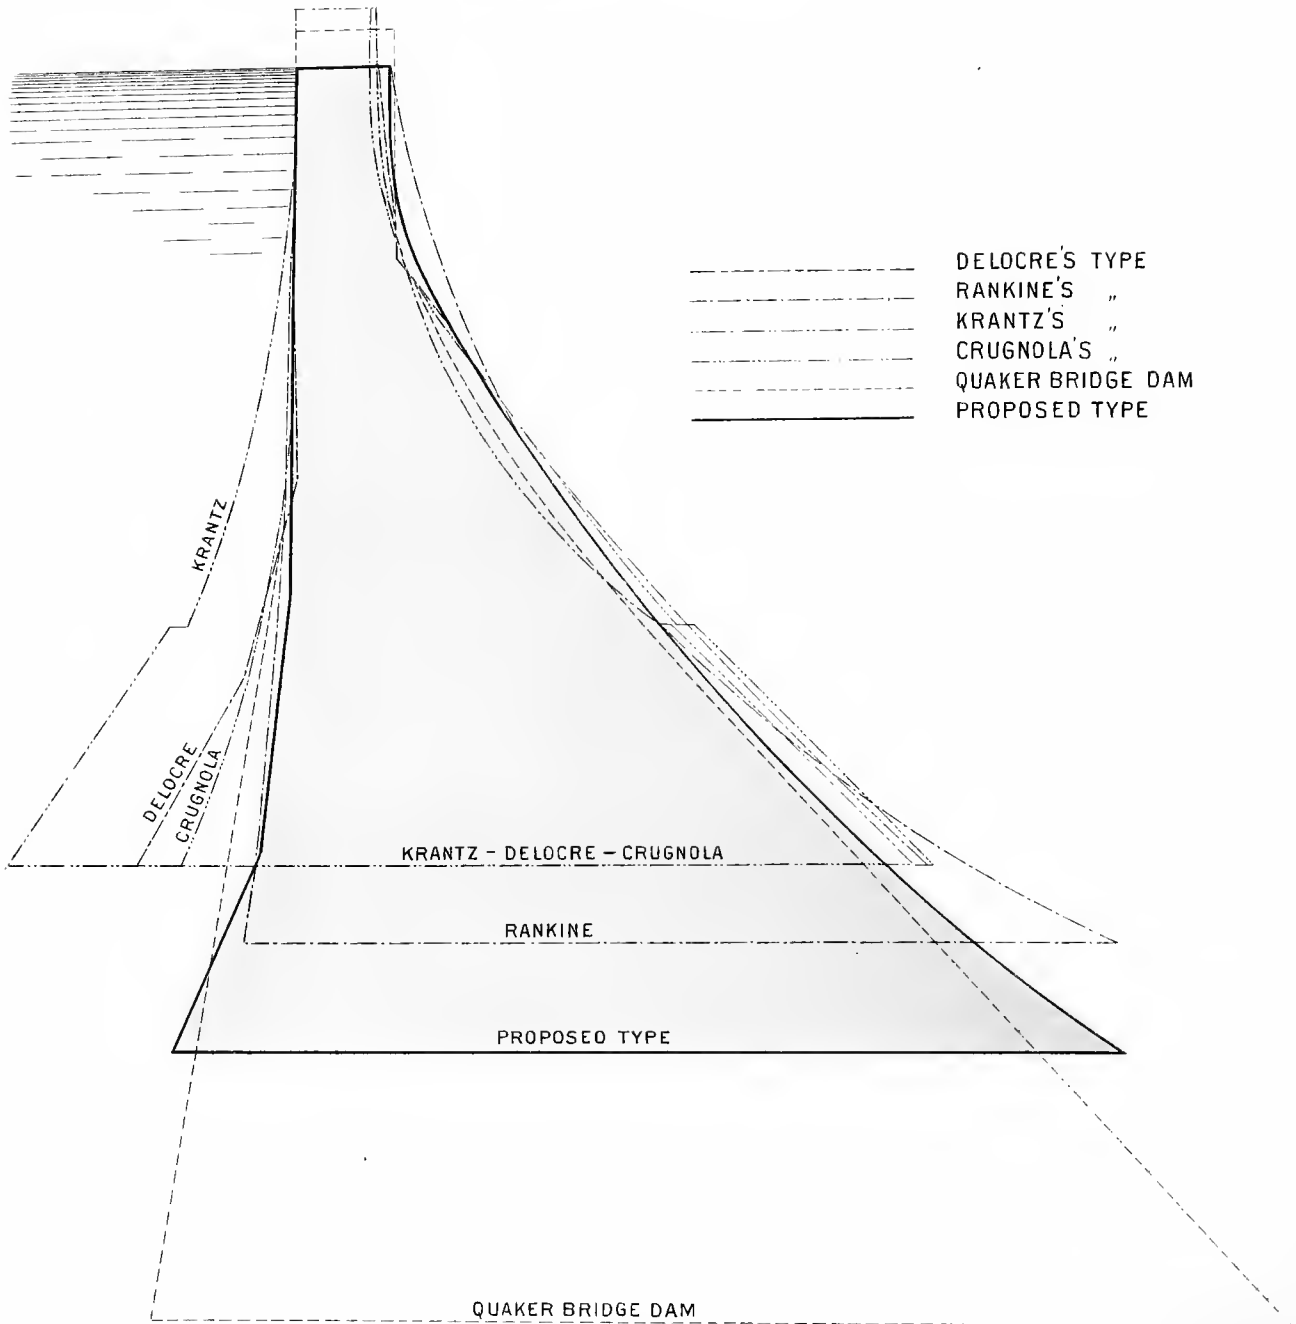 DELOCRE'S TYPE
RANKINE'S "
KRANTZ'S "
CRUGNOLA'S "
QUAKER BRIDGE DAM
PROPOSED TYPE
KRANTZ
DELOCRE
CRUGNOLA
KRANTZ - DELOCRE - CRUGNOLA
RANKINE
PROPOSED TYPE
QUAKER BRIDGE DAM